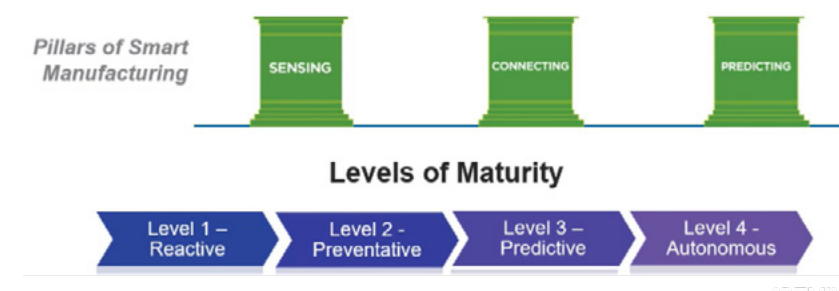 Pillars of Smart
Manufacturing
SENSING
CONNECTING
PREDICTING
Levels of Maturity
Level 1 –
Reactive
Level 2 -
Preventative
Level 3 –
Predictive
Level 4 -
Autonomous